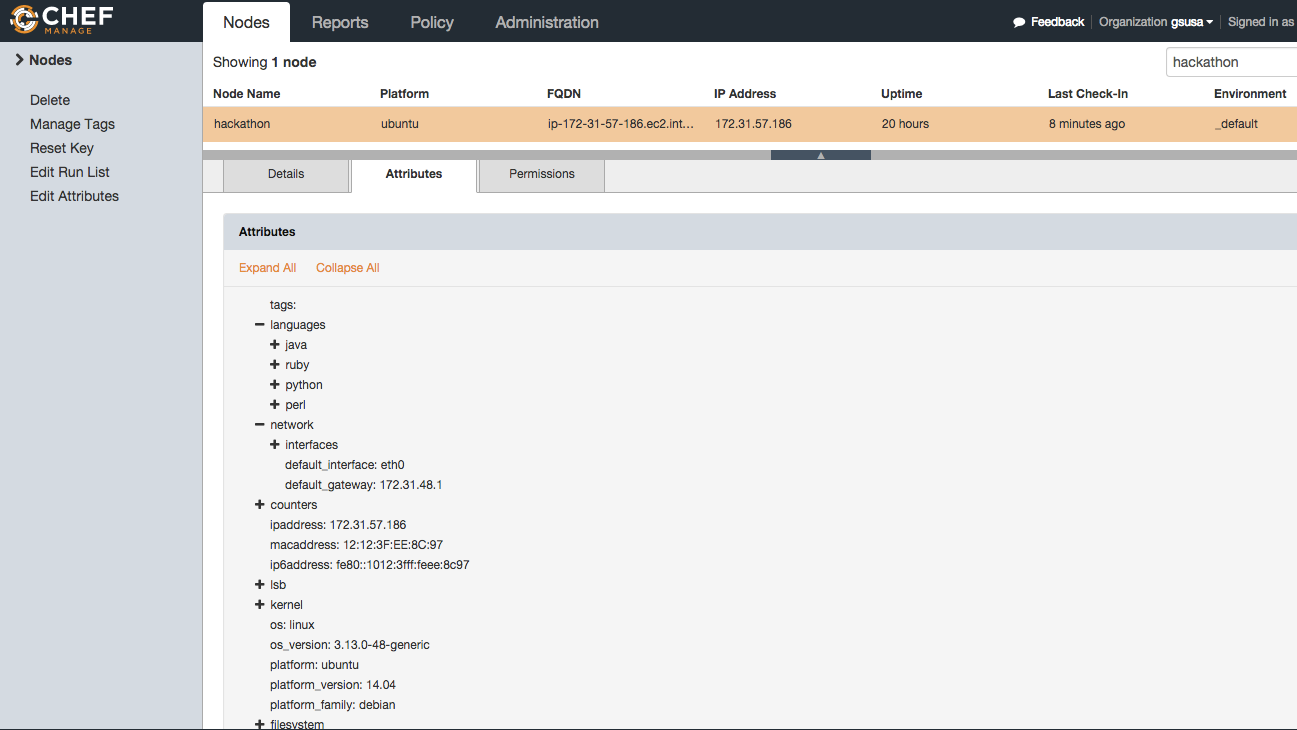 CHEF
MANAGE
Nodes Reports Policy Administration Feedback Organization gsusa Signed in as
Nodes
Delete
Manage Tags
Reset Key
Edit Run List
Edit Attributes
Showing 1 node hackathon
Node Name Platform FQDN IP Address Uptime Last Check-In Environment
hackathon ubuntu ip-172-31-57-186.ec2.int... 172.31.57.186 20 hours 8 minutes ago _default
Details Attributes Permissions
Attributes
Expand All Collapse All
tags:
languages
java
ruby
python
perl
network
interfaces
default_interface: eth0
default_gateway: 172.31.48.1
counters
ipaddress: 172.31.57.186
macaddress: 12:12:3F:EE:8C:97
ip6address: fe80::1012:3fff:feee:8c97
lsb
kernel
os: linux
os_version: 3.13.0-48-generic
platform: ubuntu
platform_version: 14.04
platform_family: debian
filesystem